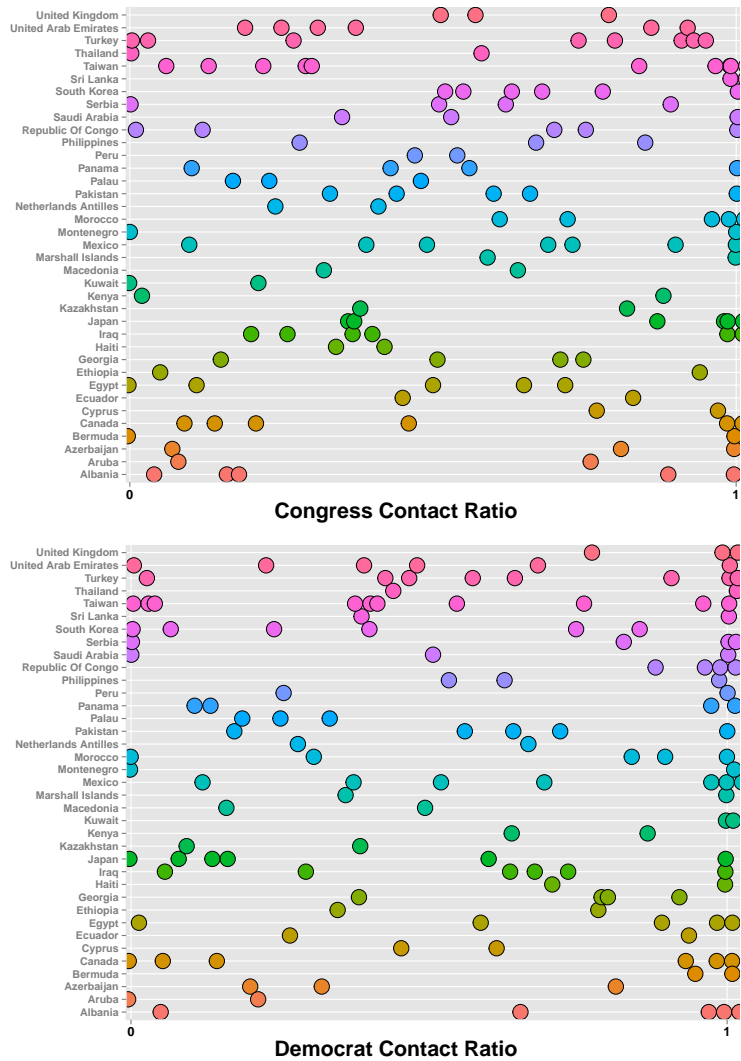 United Kingdom
United Arab Emirates
Turkey
Thailand
Taiwan
Sri Lanka
South Korea
Serbia
Saudi Arabia
Republic Of Congo
Philippines
Peru
Panama
Palau
Pakistan
Netherlands Antilles
Morocco
Montenegro
Mexico
Marshall Islands
Macedonia
Kuwait
Kenya
Kazakhstan
Japan
Iraq
Haiti
Georgia
Ethiopia
Egypt
Ecuador
Cyprus
Canada
Bermuda
Azerbaijan
Aruba
Albania
0 1
Congress Contact Ratio
United Kingdom
United Arab Emirates
Turkey
Thailand
Taiwan
Sri Lanka
South Korea
Serbia
Saudi Arabia
Republic Of Congo
Philippines
Peru
Panama
Palau
Pakistan
Netherlands Antilles
Morocco
Montenegro
Mexico
Marshall Islands
Macedonia
Kuwait
Kenya
Kazakhstan
Japan
Iraq
Haiti
Georgia
Ethiopia
Egypt
Ecuador
Cyprus
Canada
Bermuda
Azerbaijan
Aruba
Albania
0 1
Democrat Contact Ratio